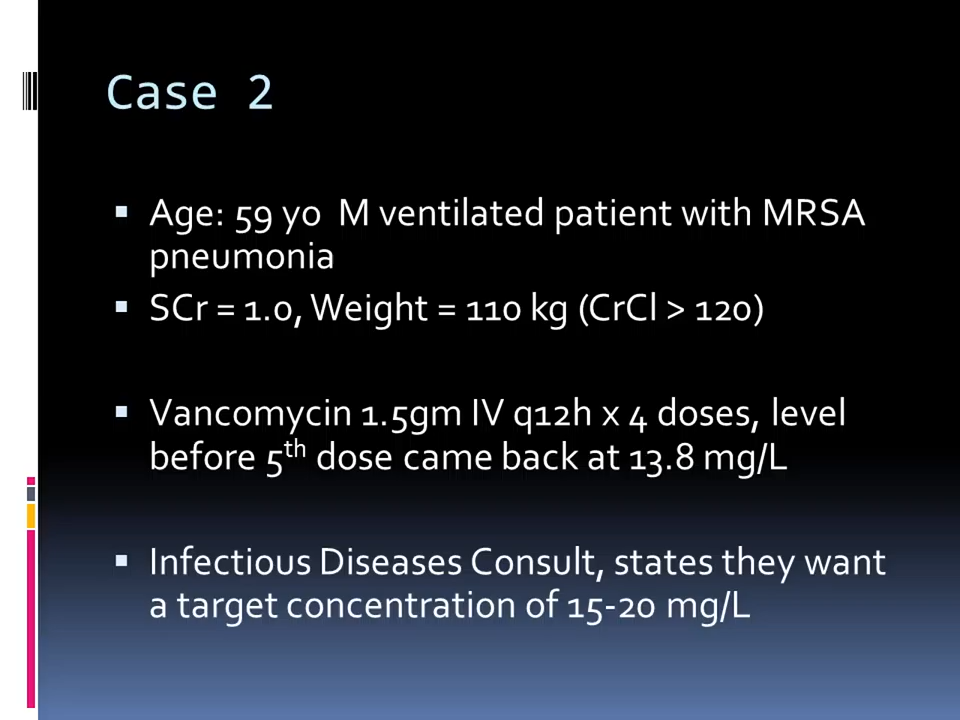 Case 2
Age: 59 yo M ventilated patient with MRSA
pneumonia
SCr = 1.0, Weight = 110 kg (CrCl > 120)
Vancomycin 1.5gm IV q12h x 4 doses, level
before 5th dose came back at 13.8 mg/L
Infectious Diseases Consult, states they want
a target concentration of 15-20 mg/L